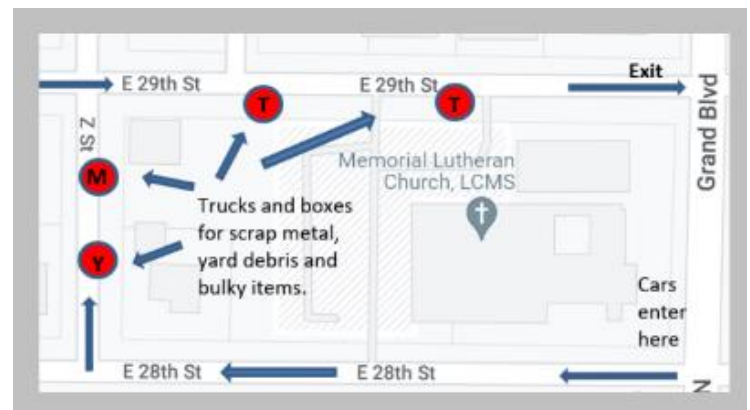 E 29th St
E 29th St
Exit
T
T
Z St
Grand Blvd
M
Memorial Lutheran
Church, LCMS
Trucks and boxes
for scrap metal,
yard debris and
bulky items.
Y
Cars
enter
here
E 28th St
E 28th St
N